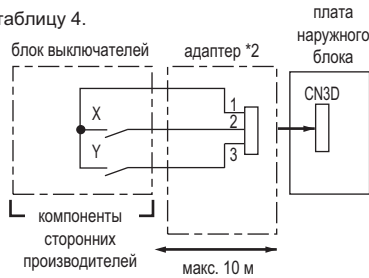 таблицу 4.
плата
наружного
блока
блок выключателей
адаптер *2
CN3D
X
1
2
Y
3
компоненты
сторонних
производителей
макс. 10 м